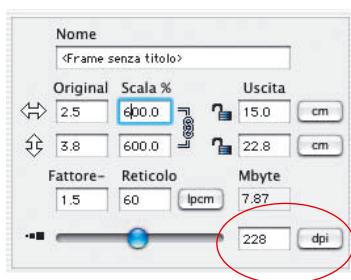 Nome
<Frame senza titolo>
Original Scala % Uscita
2.5 600.0 15.0 cm
3.8 600.0 22.8 cm
Fattore- Reticolo Mbyte
1.5 60 lpcm 7.87
228 dpi